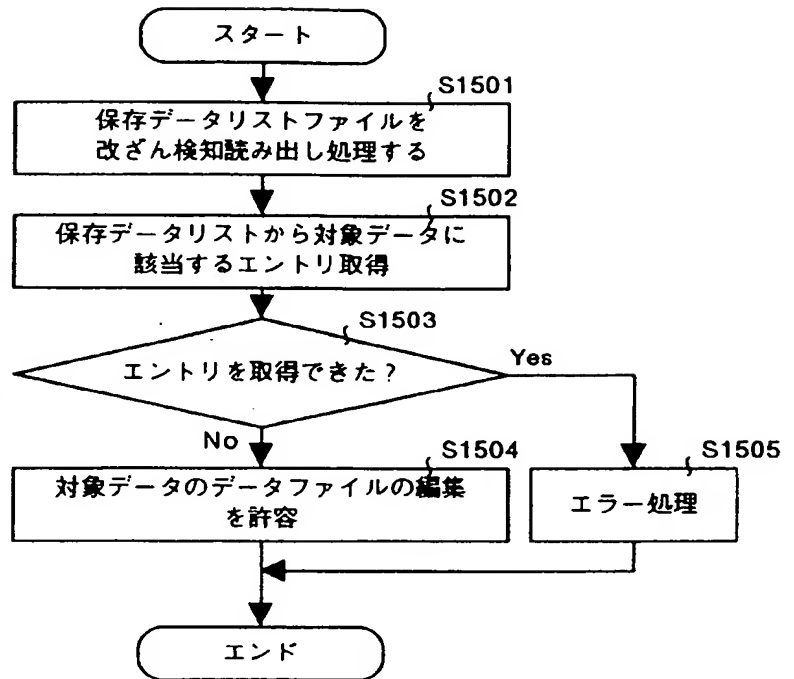 スタート
S1501
保存データリストファイルを
改ざん検知読み出し処理する
S1502
保存データリストから対象データに
該当するエントリ取得
S1503
エントリを取得できた?
Yes
No
S1504
対象データのデータファイルの編集
を許容
S1505
エラー処理
エンド